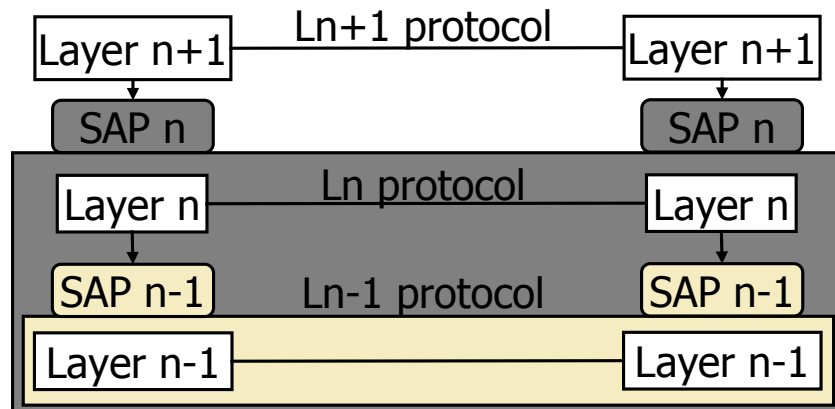 Ln+1 protocol
Layer n+1
Layer n+1
SAP n
SAP n
Ln protocol
Layer n
Layer n
SAP n-1
Ln-1 protocol
SAP n-1
Layer n-1
Layer n-1